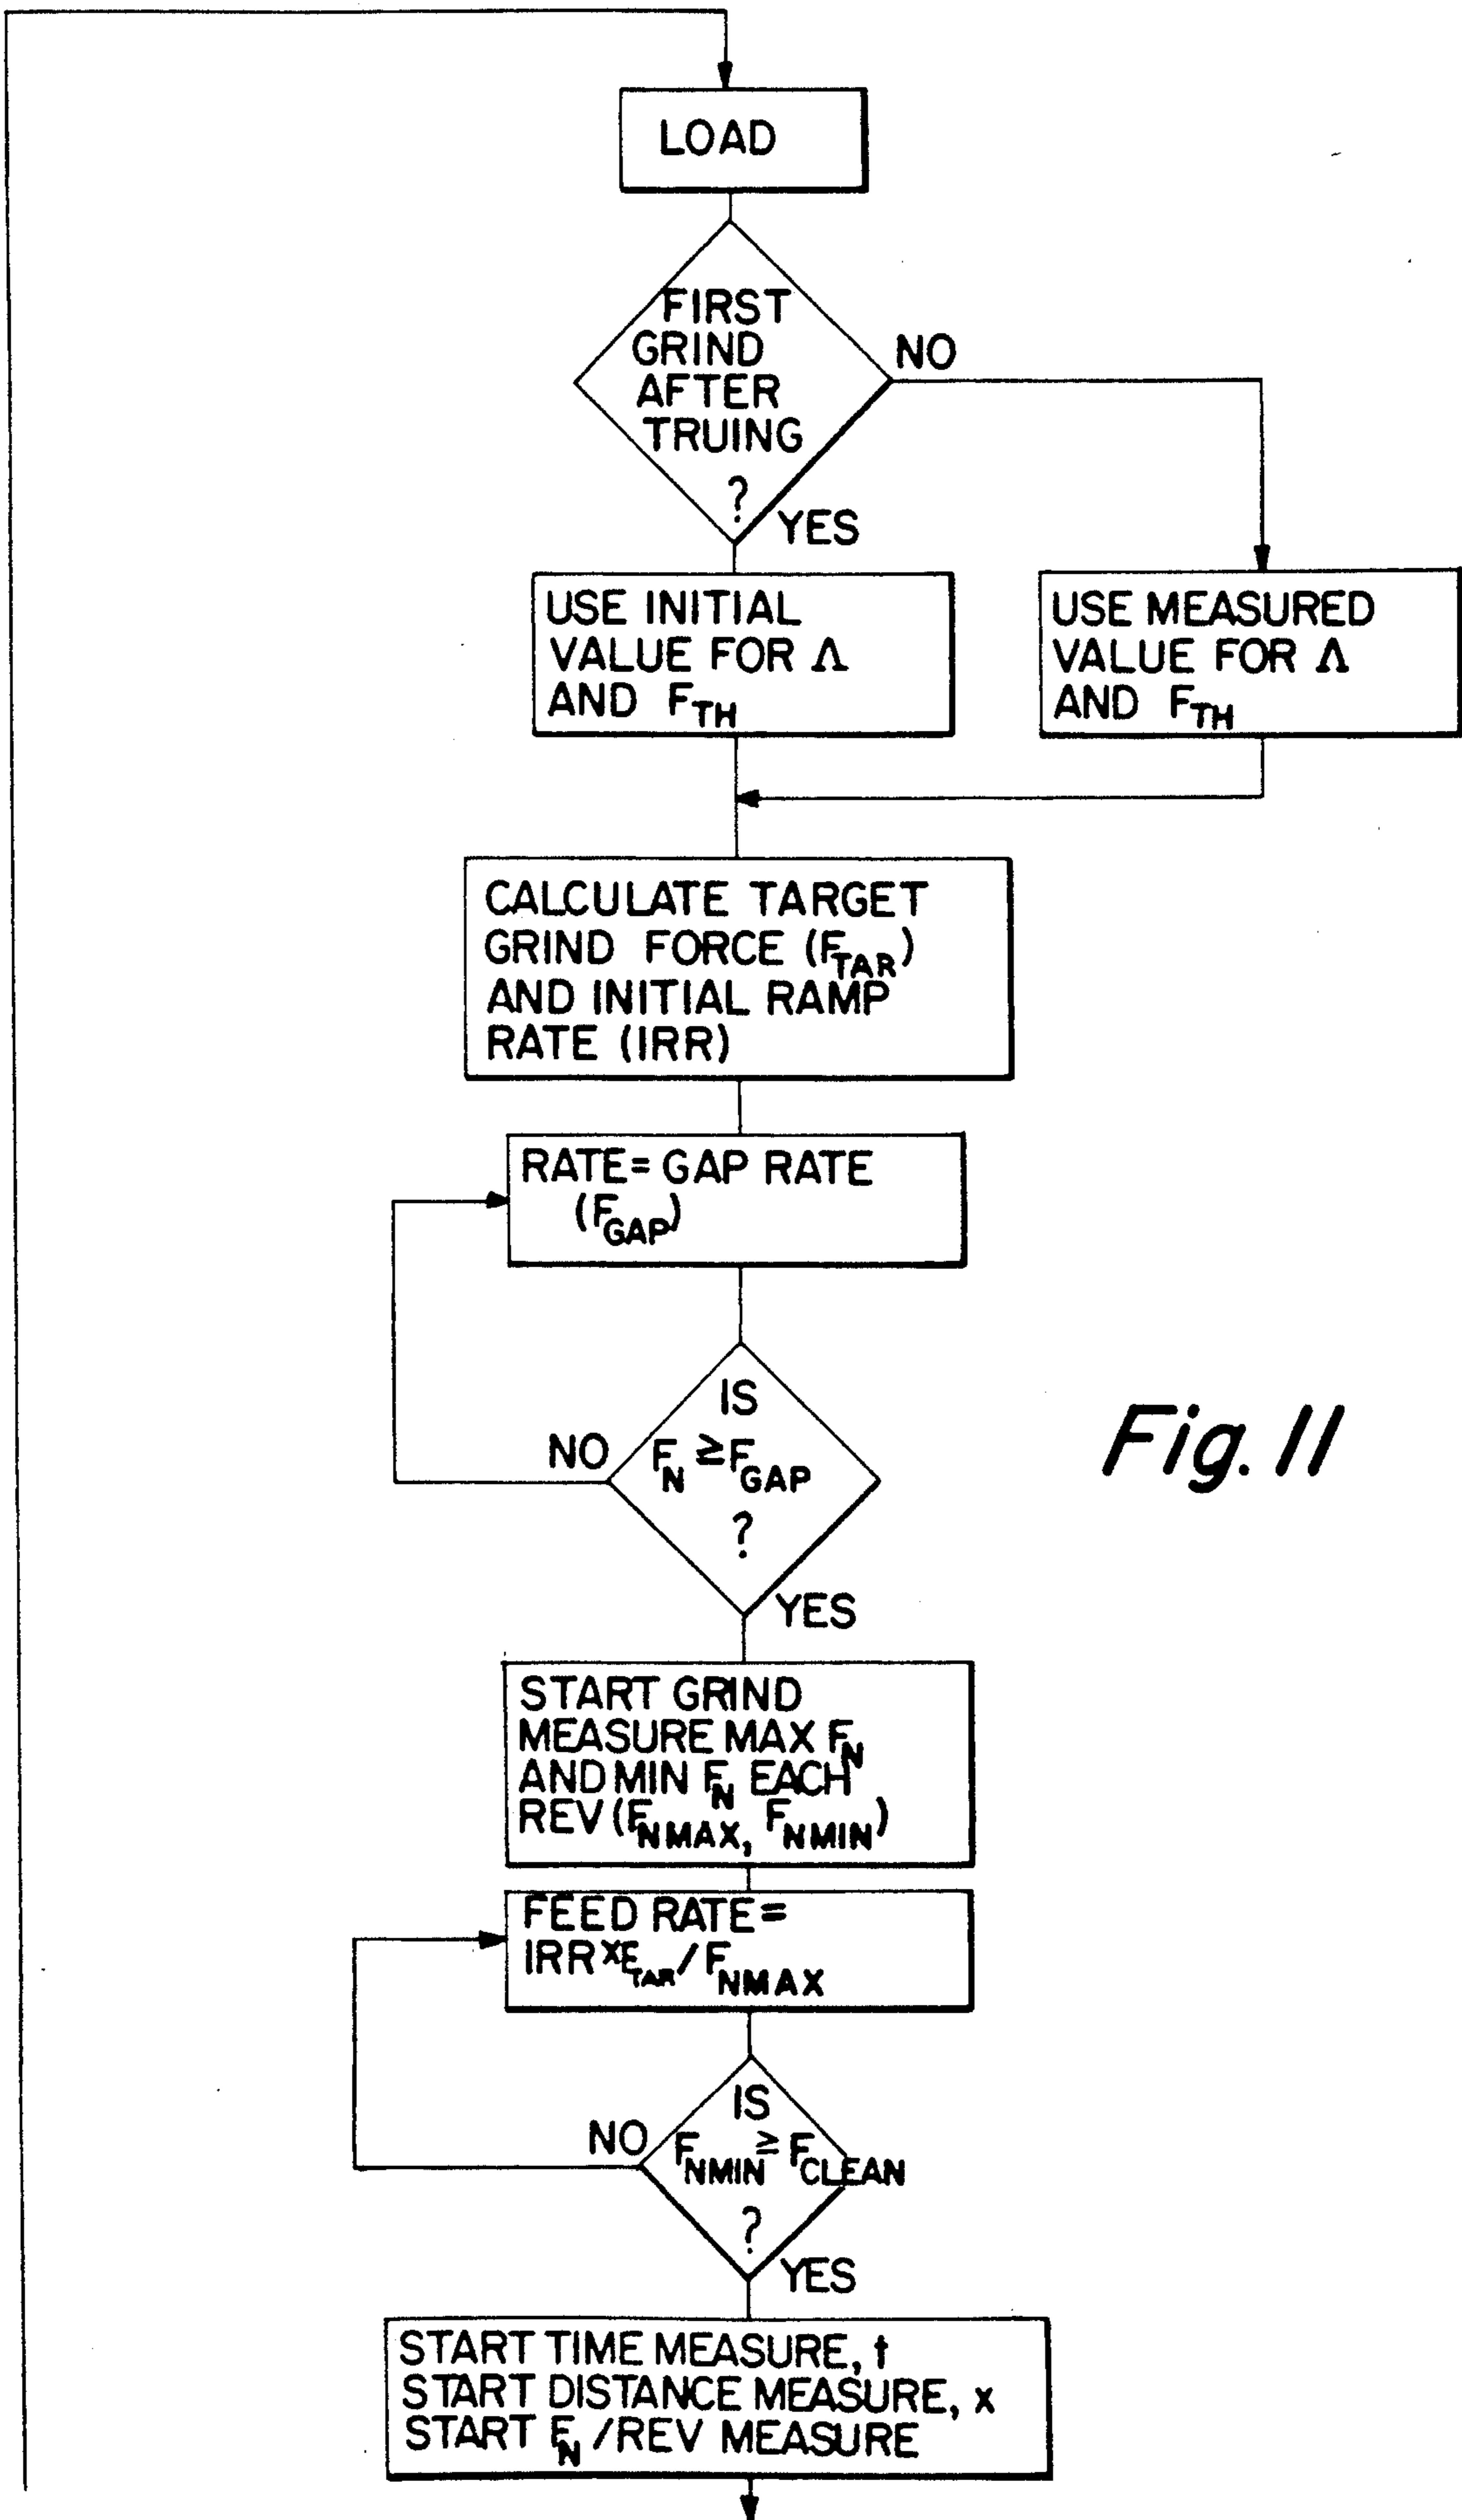 LOAD
FIRST
GRIND
AFTER
TRUING
?
NO
YES
USE INITIAL
VALUE FOR Λ
AND F_TH
USE MEASURED
VALUE FOR Λ
AND F_TH
CALCULATE TARGET
GRIND FORCE (F_TAR)
AND INITIAL RAMP
RATE (IRR)
RATE = GAP RATE
(F_GAP)
IS
F_N ≥ F_GAP
?
NO
YES
Fig. 11
START GRIND
MEASURE MAX F_N
AND MIN F_N EACH
REV (F_NMAX, F_NMIN)
FEED RATE =
IRR x F_TAR / F_NMAX
IS
F_NMIN ≥ F_CLEAN
?
NO
YES
START TIME MEASURE, t
START DISTANCE MEASURE, x
START F_N /REV MEASURE